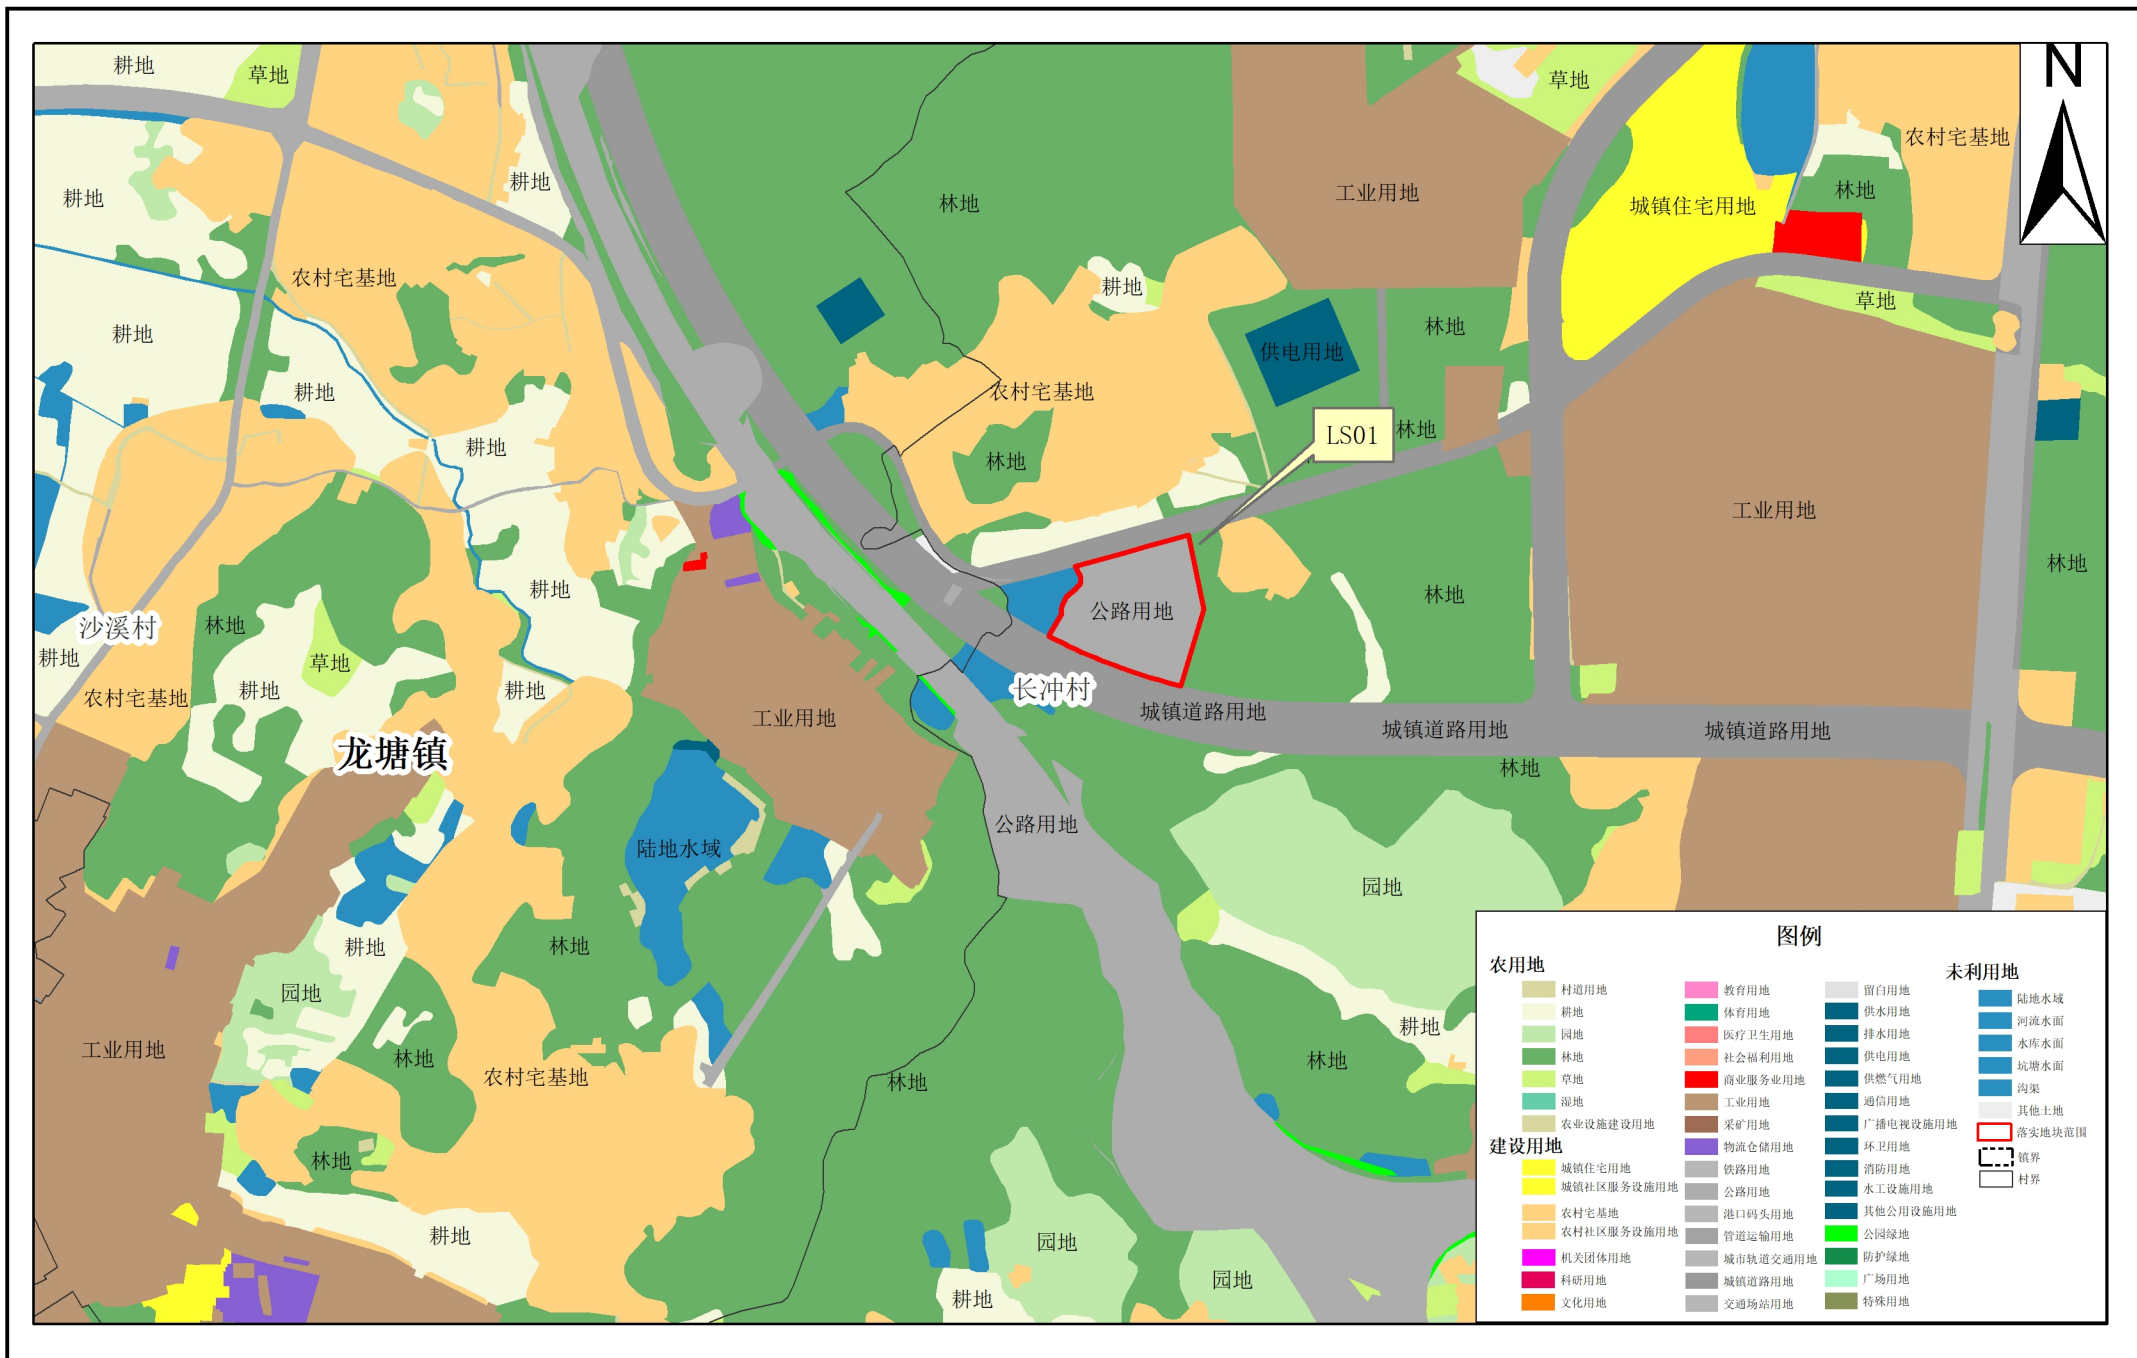 耕地
草地
N
草地
农村宅基地
耕地
耕地
林地
工业用地
城镇住宅用地
林地
农村宅基地
耕地
草地
耕地
林地
供电用地
耕地
农村宅基地
林地
LS01
耕地
林地
工业用地
林地
耕地
林地
公路用地
林地
沙溪村
林地
耕地
草地
耕地
耕地
长冲村
农村宅基地
工业用地
城镇道路用地
城镇道路用地
城镇道路用地
龙塘镇
林地
公路用地
陆地水域
园地
耕地
林地
园地
耕地
工业用地
林地
农村宅基地
林地
林地
林地
耕地
园地
园地
耕地
图例
农用地
村道用地
耕地
园地
林地
草地
湿地
农业设施建设用地
建设用地
城镇住宅用地
城镇社区服务设施用地
农村宅基地
农村社区服务设施用地
机关团体用地
科研用地
文化用地
教育用地
体育用地
医疗卫生用地
社会福利用地
商业服务业用地
工业用地
采矿用地
物流仓储用地
铁路用地
公路用地
港口码头用地
管道运输用地
城市轨道交通用地
城镇道路用地
交通场站用地
留白用地
供水用地
排水用地
供电用地
供燃气用地
通信用地
广播电视设施用地
环卫用地
消防用地
水工设施用地
其他公用设施用地
公园绿地
防护绿地
广场用地
特殊用地
未利用地
陆地水域
河流水面
水库水面
坑塘水面
沟渠
其他土地
落实地块范围
镇界
村界